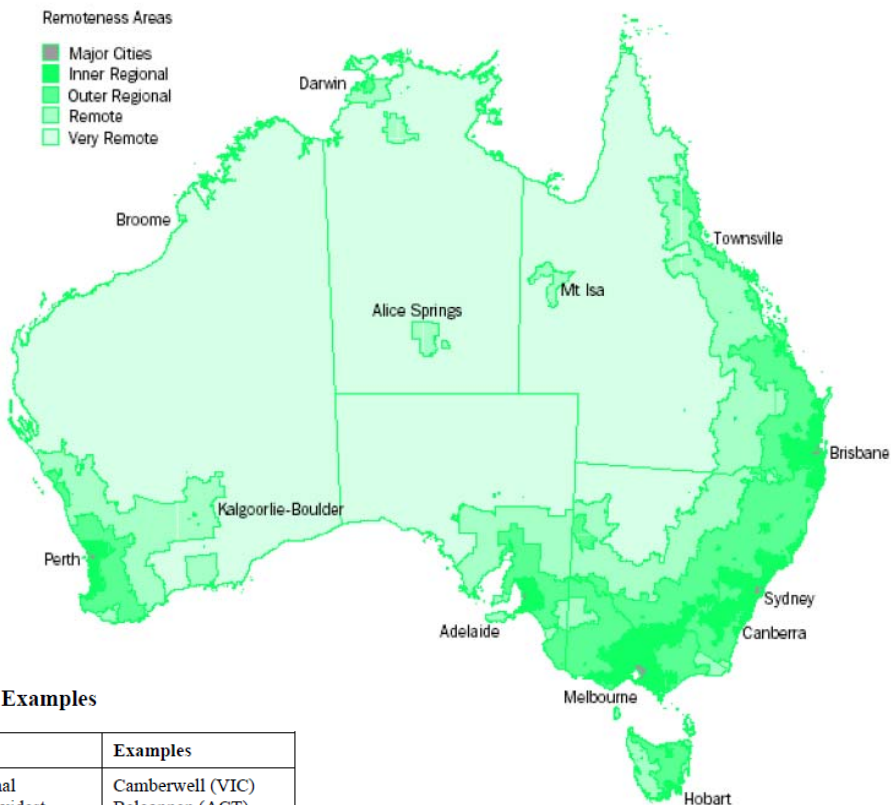 Remoteness Areas
Major Cities
Inner Regional
Outer Regional
Remote
Very Remote
Darwin
Broome
Townsville
Mt Isa
Alice Springs
Brisbane
Kalgoorlie-Boulder
Perth
Sydney
Adelaide
Canberra
Melbourne
Hobart
Examples
Examples
Camberwell (VIC)
(ACT)